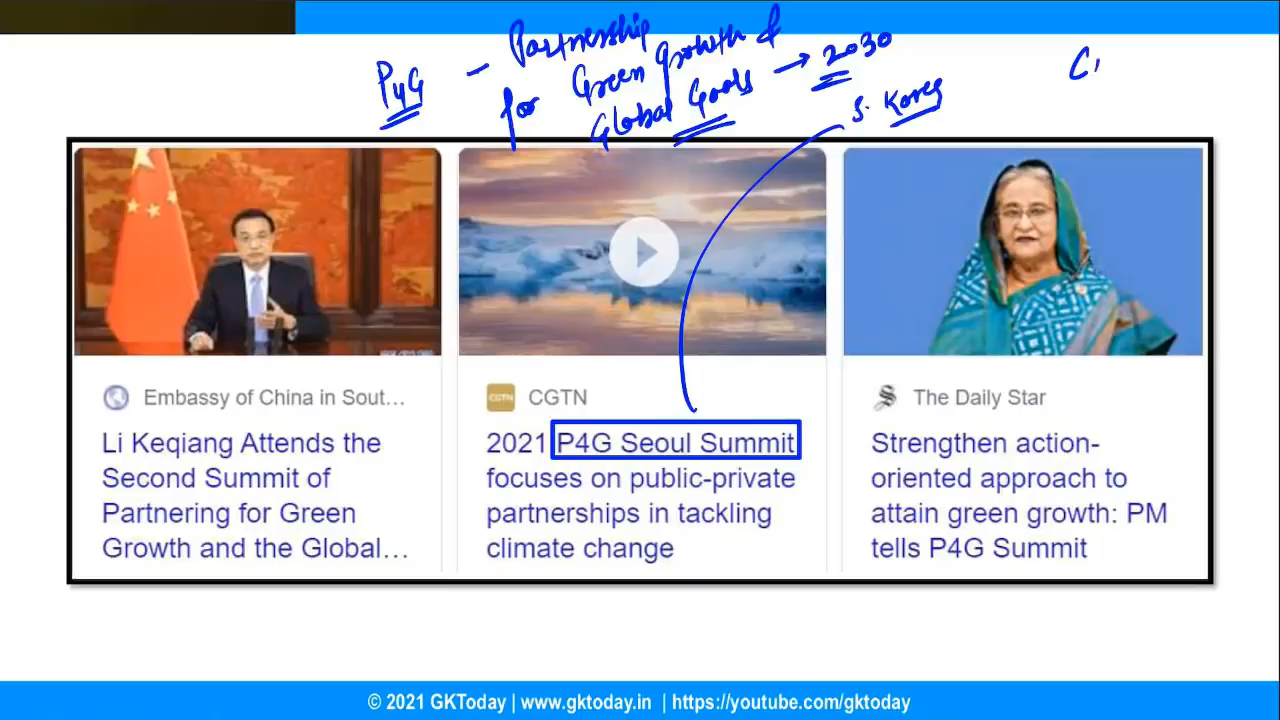 P4G – Partnership
for Green Growth &
Global Goals → 2030
S. Korea
C
Embassy of China in Sout...
Li Keqiang Attends the
Second Summit of
Partnering for Green
Growth and the Global...
CGTN
CGTN
2021 P4G Seoul Summit
focuses on public-private
partnerships in tackling
climate change
The Daily Star
Strengthen action-
oriented approach to
attain green growth: PM
tells P4G Summit
© 2021 GKToday | www.gktoday.in | https://youtube.com/gktoday